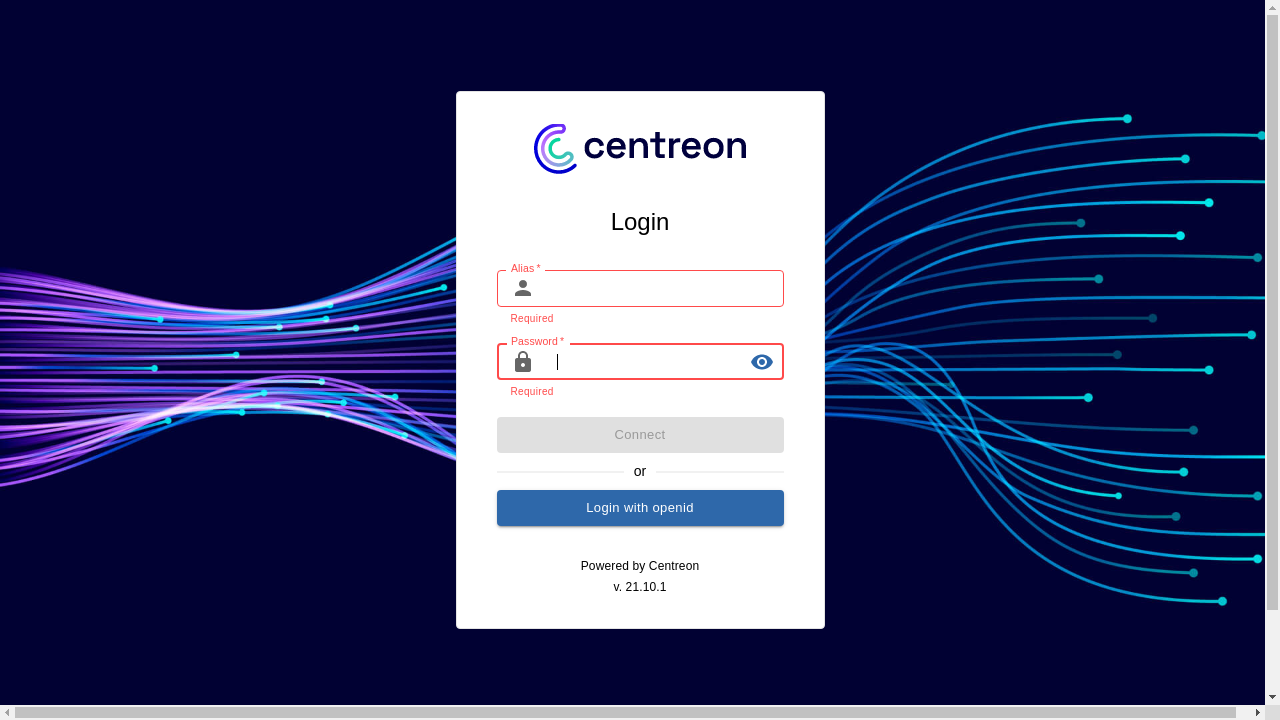 centreon
Login
Alias *
Required
Password *
Required
Connect
or
Login with openid
Powered by Centreon
v. 21.10.1